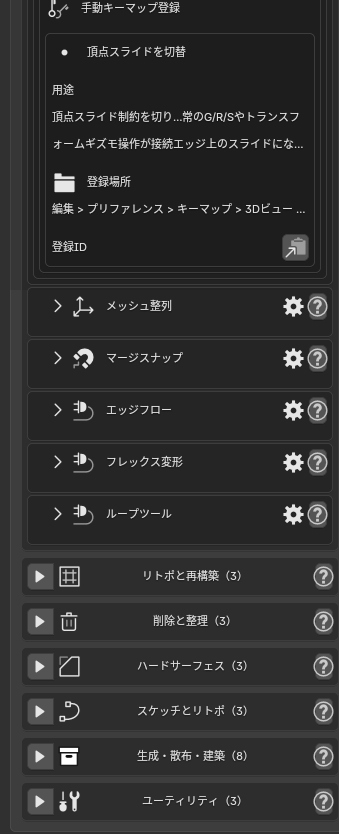 手動キーマップ登録
頂点スライドを切替
用途
頂点スライド制約を切り...常のG/R/Sやトランスフ
ォームギズモ操作が接続エッジ上のスライドにな...
登録場所
編集 > プリファレンス > キーマップ > 3Dビュー ...
登録ID
メッシュ整列
マージスナップ
エッジフロー
フレックス変形
ループツール
リトポと再構築（3）
削除と整理（3）
ハードサーフェス（3）
スケッチとリトポ（3）
生成・散布・建築（8）
ユーティリティ（3）